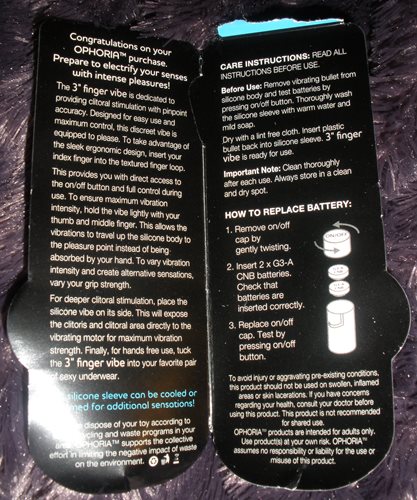 Congratulations on your
OPHORIA™ purchase.
Prepare to electrify your senses
with intense pleasures!
The 3" finger vibe is dedicated to
providing clitoral stimulation with pinpoint
accuracy. Designed for easy use and
maximum control, this discreet vibe is
equipped to please. To take advantage of
the sleek ergonomic design, insert your
index finger into the textured finger loop.
This provides you with direct access to
the on/off button and full control during
use. To ensure maximum vibration
intensity, hold the vibe lightly with your
thumb and middle finger. This allows the
vibrations to travel up the silicone body to
the pleasure point instead of being
absorbed by your hand. To vary vibration
intensity and create alternative sensations,
vary your grip strength.
For deeper clitoral stimulation, place the
silicone vibe on its side. This will expose
the clitoris and clitoral area directly to the
vibrating motor for maximum vibration
strength. Finally, for hands free use, tuck
the 3" finger vibe into your favorite pair
of sexy underwear.
silicone sleeve can be cooled or
for additional sensations!
dispose of your toy according to
and waste programs in your
OPHORIA™ supports the collective
effort in limiting the negative impact of waste
on the environment.
CARE INSTRUCTIONS: READ ALL
INSTRUCTIONS BEFORE USE.
Before Use: Remove vibrating bullet from
silicone body and test batteries by
pressing on/off button. Thoroughly wash
the silicone sleeve with warm water and
mild soap.
Dry with a lint free cloth. Insert plastic
bullet back into silicone sleeve. 3" finger
vibe is ready for use.
Important Note: Clean thoroughly
after each use. Always store in a clean
and dry spot.
HOW TO REPLACE BATTERY:
1. Remove on/off
cap by
gently twisting.
ON/OFF
2. Insert 2 x G3-A
CNB batteries.
Check that
batteries are
inserted correctly.
3. Replace on/off
cap. Test by
pressing on/off
button.
To avoid injury or aggravating pre-existing conditions,
this product should not be used on swollen, inflamed
areas or skin lacerations. If you have concerns
regarding your health, consult your doctor before
using this product. This product is not recommended
for shared use.
OPHORIA™ products are intended for adults only.
Use product(s) at your own risk. OPHORIA™
assumes no responsibility or liability for the use or
misuse of this product.